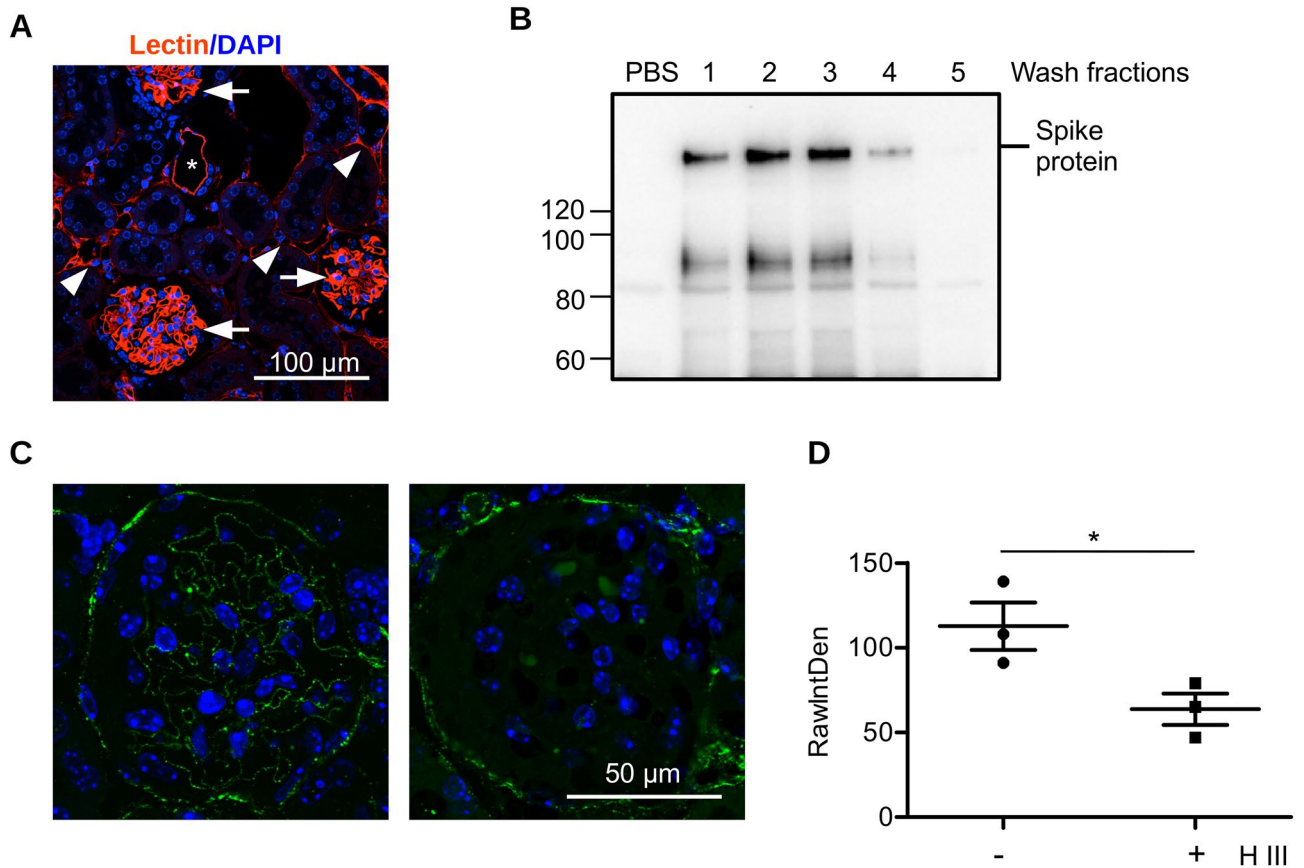 A
Lectin/DAPI
*
100 µm
B
PBS 1 2 3 4 5 Wash fractions
Spike
protein
120
100
80
60
C
50 µm
D
*
RawIntDen
150
100
50
0
- + H III